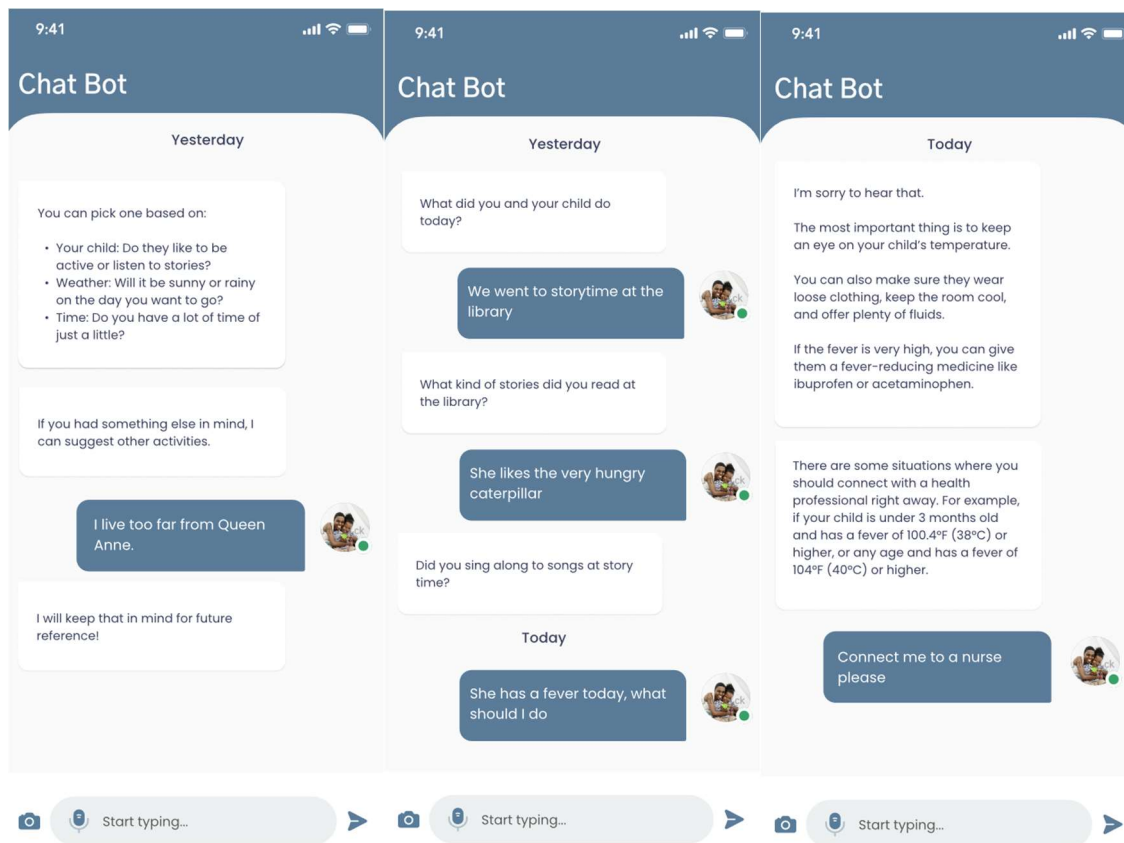 9:41
Chat Bot
Yesterday
You can pick one based on:
• Your child: Do they like to be
active or listen to stories?
• Weather: Will it be sunny or rainy
on the day you want to go?
• Time: Do you have a lot of time of
just a little?
If you had something else in mind, I
can suggest other activities.
I live too far from Queen
Anne.
I will keep that in mind for future
reference!
Start typing...
9:41
Chat Bot
Yesterday
What did you and your child do
today?
We went to storytime at the
library
What kind of stories did you read at
the library?
She likes the very hungry
caterpillar
Did you sing along to songs at story
time?
Today
She has a fever today, what
should I do
Start typing...
9:41
Chat Bot
Today
I'm sorry to hear that.
The most important thing is to keep
an eye on your child's temperature.
You can also make sure they wear
loose clothing, keep the room cool,
and offer plenty of fluids.
If the fever is very high, you can give
them a fever-reducing medicine like
ibuprofen or acetaminophen.
There are some situations where you
should connect with a health
professional right away. For example,
if your child is under 3 months old
and has a fever of 100.4°F (38°C) or
higher, or any age and has a fever of
104°F (40°C) or higher.
Connect me to a nurse
please
Start typing...